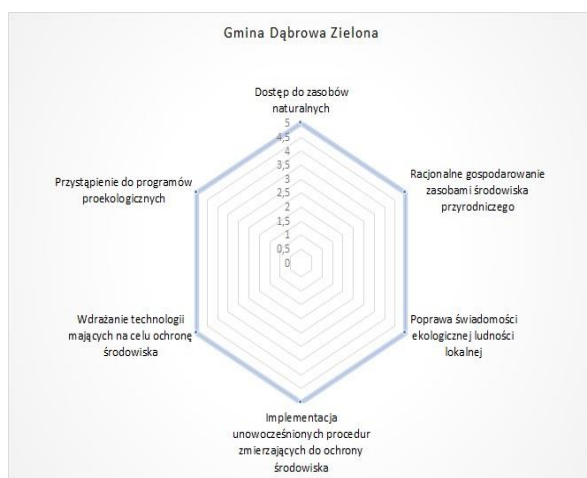 Gmina Dąbrowa Zielona
Dostęp do zasobów
naturalnych
5
4,5
4
3,5
3
2,5
2
1,5
1
0,5
0
Racjonalne gospodarowanie
zasobami środowiska
przyrodniczego
Poprawa świadomości
ekologicznej ludności
lokalnej
Implementacja
unowocześnionych procedur
zmierzających do ochrony
środowiska
Wdrażanie technologii
mających na celu ochronę
środowiska
Przystąpienie do programów
proekologicznych